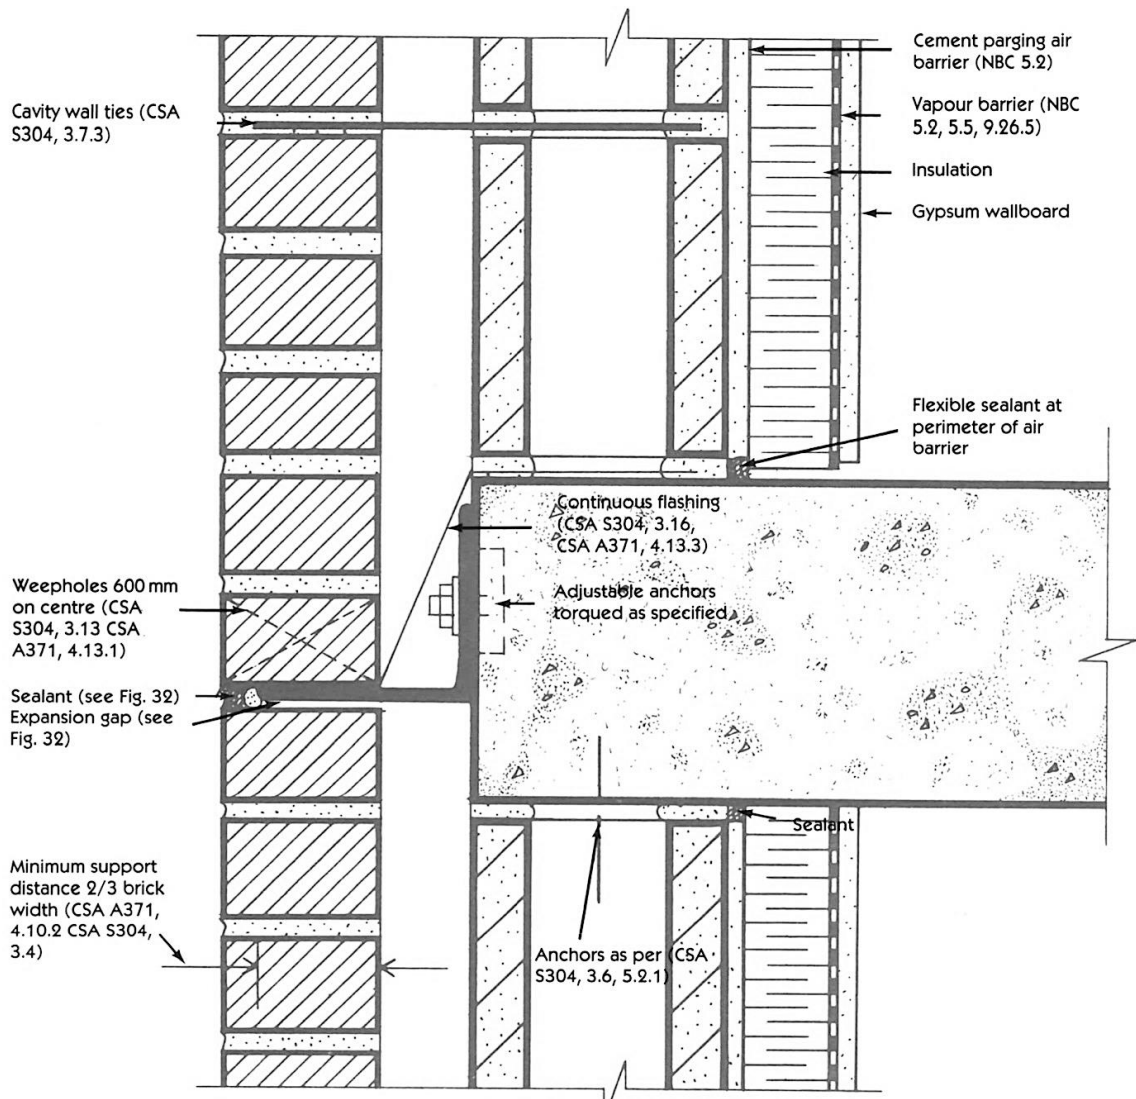 Cement parging air
barrier (NBC 5.2)
Cavity wall ties (CSA
S304, 3.7.3)
Vapour barrier (NBC
5.2, 5.5, 9.26.5)
Insulation
Gypsum wallboard
Flexible sealant at
perimeter of air
barrier
Continuous flashing
(CSA S304, 3.16,
CSA A371, 4.13.3)
Weepholes 600 mm
on centre (CSA
S304, 3.13 CSA
A371, 4.13.1)
Adjustable anchors
torqued as specified
Sealant (see Fig. 32)
Expansion gap (see
Fig. 32)
Sealant
Minimum support
distance 2/3 brick
width (CSA A371,
4.10.2 CSA S304,
3.4)
Anchors as per (CSA
S304, 3.6, 5.2.1)